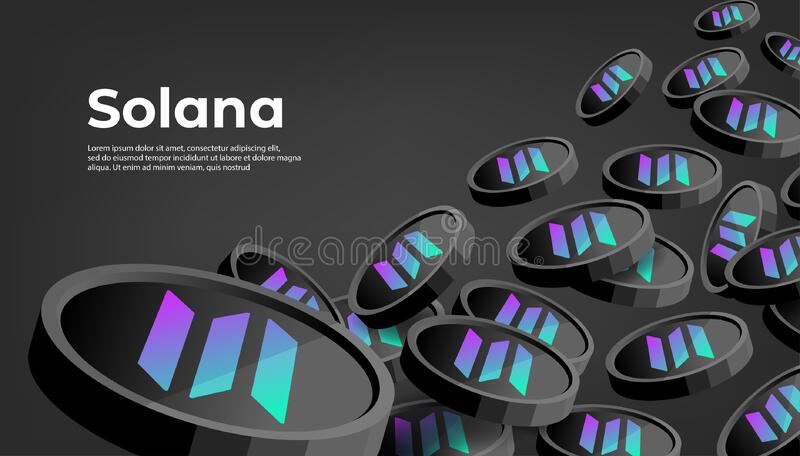 Solana
Lorem ipsum dolor sit amet, consectetur adipiscing elit,
sed do eiusmod tempor incididunt ut labore et dolore magna
aliqua. Ut enim ad minim veniam, quis nostrud
dreamstime